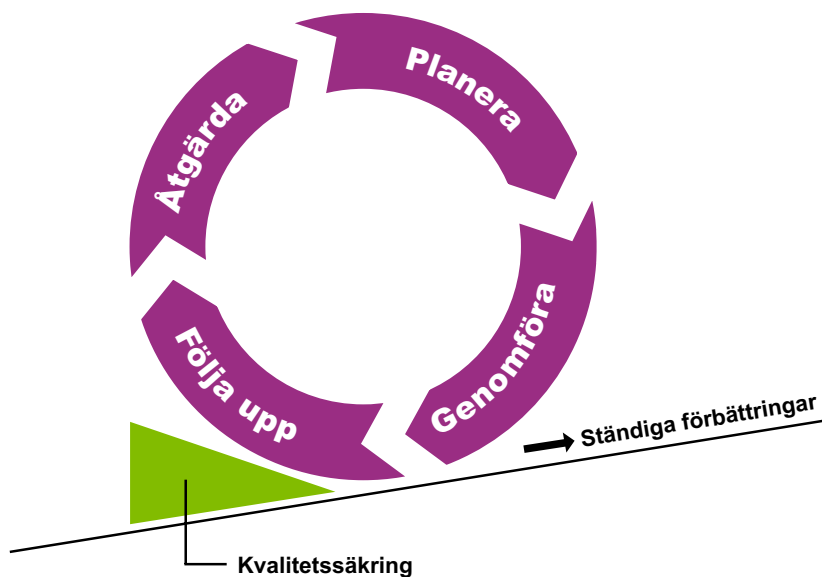 Planera
Genomföra
Följa upp
Åtgärda
Ständiga förbättringar
Kvalitetssäkring